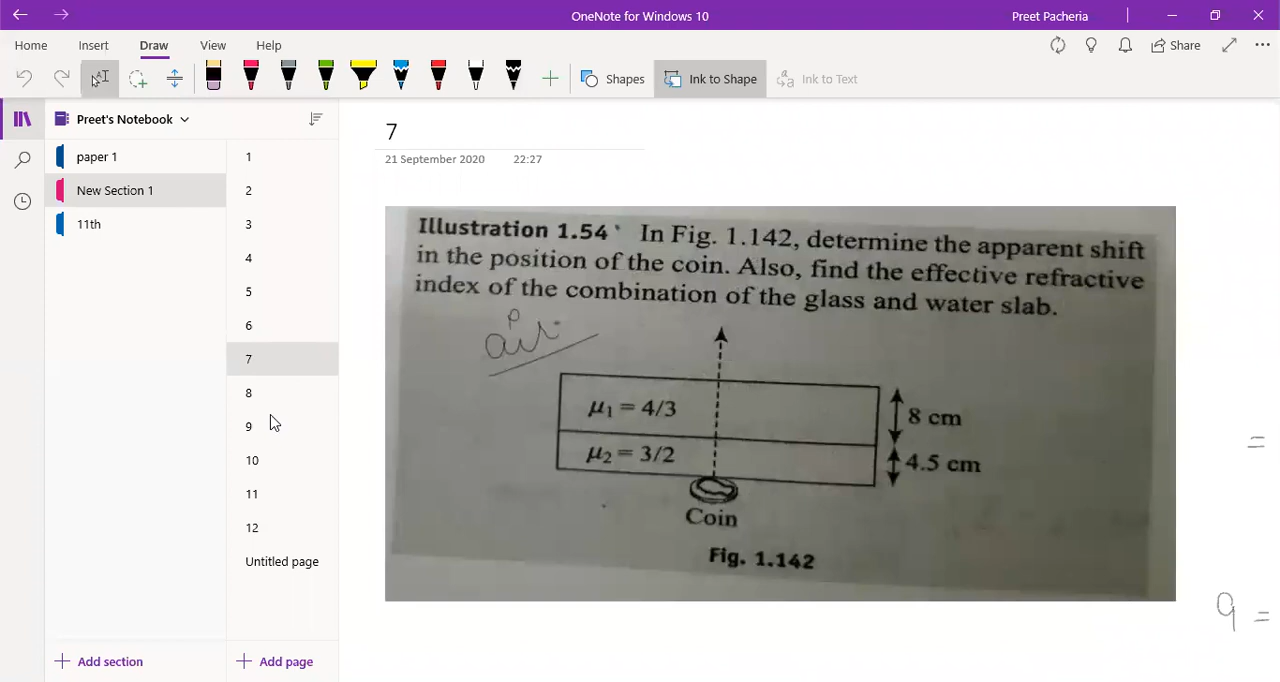 OneNote for Windows 10
Preet Pacheria
Home Insert Draw View Help
Share
Shapes
Ink to Shape
Ink to Text
Preet's Notebook
paper 1
New Section 1
11th
1
2
3
4
5
6
7
8
9
10
11
12
Untitled page
Add section
Add page
7
21 September 2020 22:27
Illustration 1.54 In Fig. 1.142, determine the apparent shift
in the position of the coin. Also, find the effective refractive
index of the combination of the glass and water slab.
air
μ1 = 4/3
8 cm
μ2 = 3/2
4.5 cm
Coin
Fig. 1.142
=
9 =